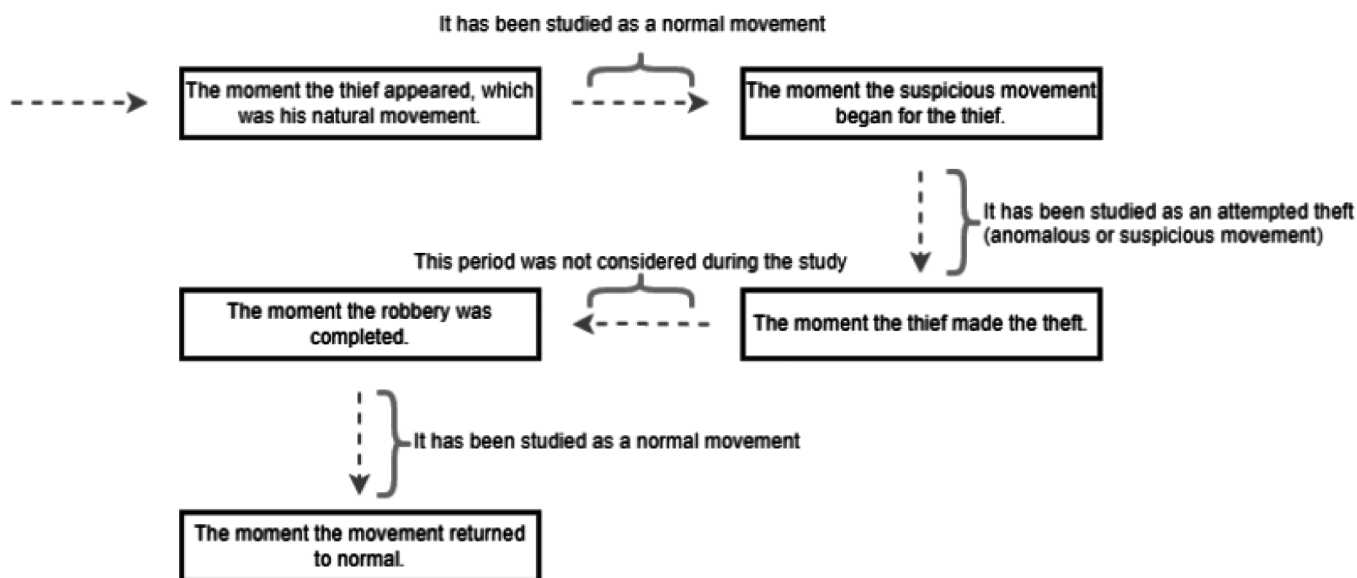 It has been studied as a normal movement
The moment the thief appeared, which
was his natural movement.
The moment the suspicious movement
began for the thief.
It has been studied as an attempted theft
(anomalous or suspicious movement)
This period was not considered during the study
The moment the robbery was
completed.
The moment the thief made the theft.
It has been studied as a normal movement
The moment the movement returned
to normal.